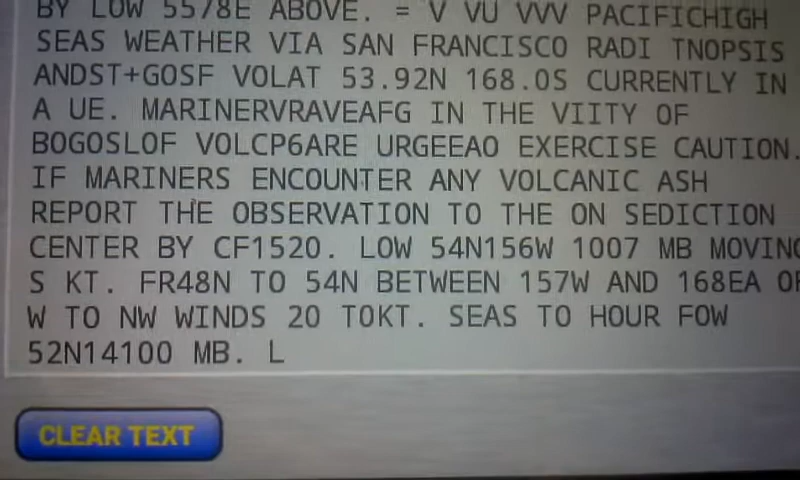 BY LOW 5578E ABOVE. = V VU VVV PACIFICHIGH
SEAS WEATHER VIA SAN FRANCISCO RADI TNOPSIS
ANDST+GOSF VOLAT 53.92N 168.0S CURRENTLY IN
A UE. MARINERVRAVEAFG IN THE VIITY OF
BOGOSLOF VOLCP6ARE URGEEAO EXERCISE CAUTION.
IF MARINERS ENCOUNTER ANY VOLCANIC ASH
REPORT THE OBSERVATION TO THE ON SEDICTION
CENTER BY CF1520. LOW 54N156W 1007 MB MOVING
S KT. FR48N TO 54N BETWEEN 157W AND 168EA OF
W TO NW WINDS 20 TOKT. SEAS TO HOUR FOW
52N14100 MB. L
CLEAR TEXT